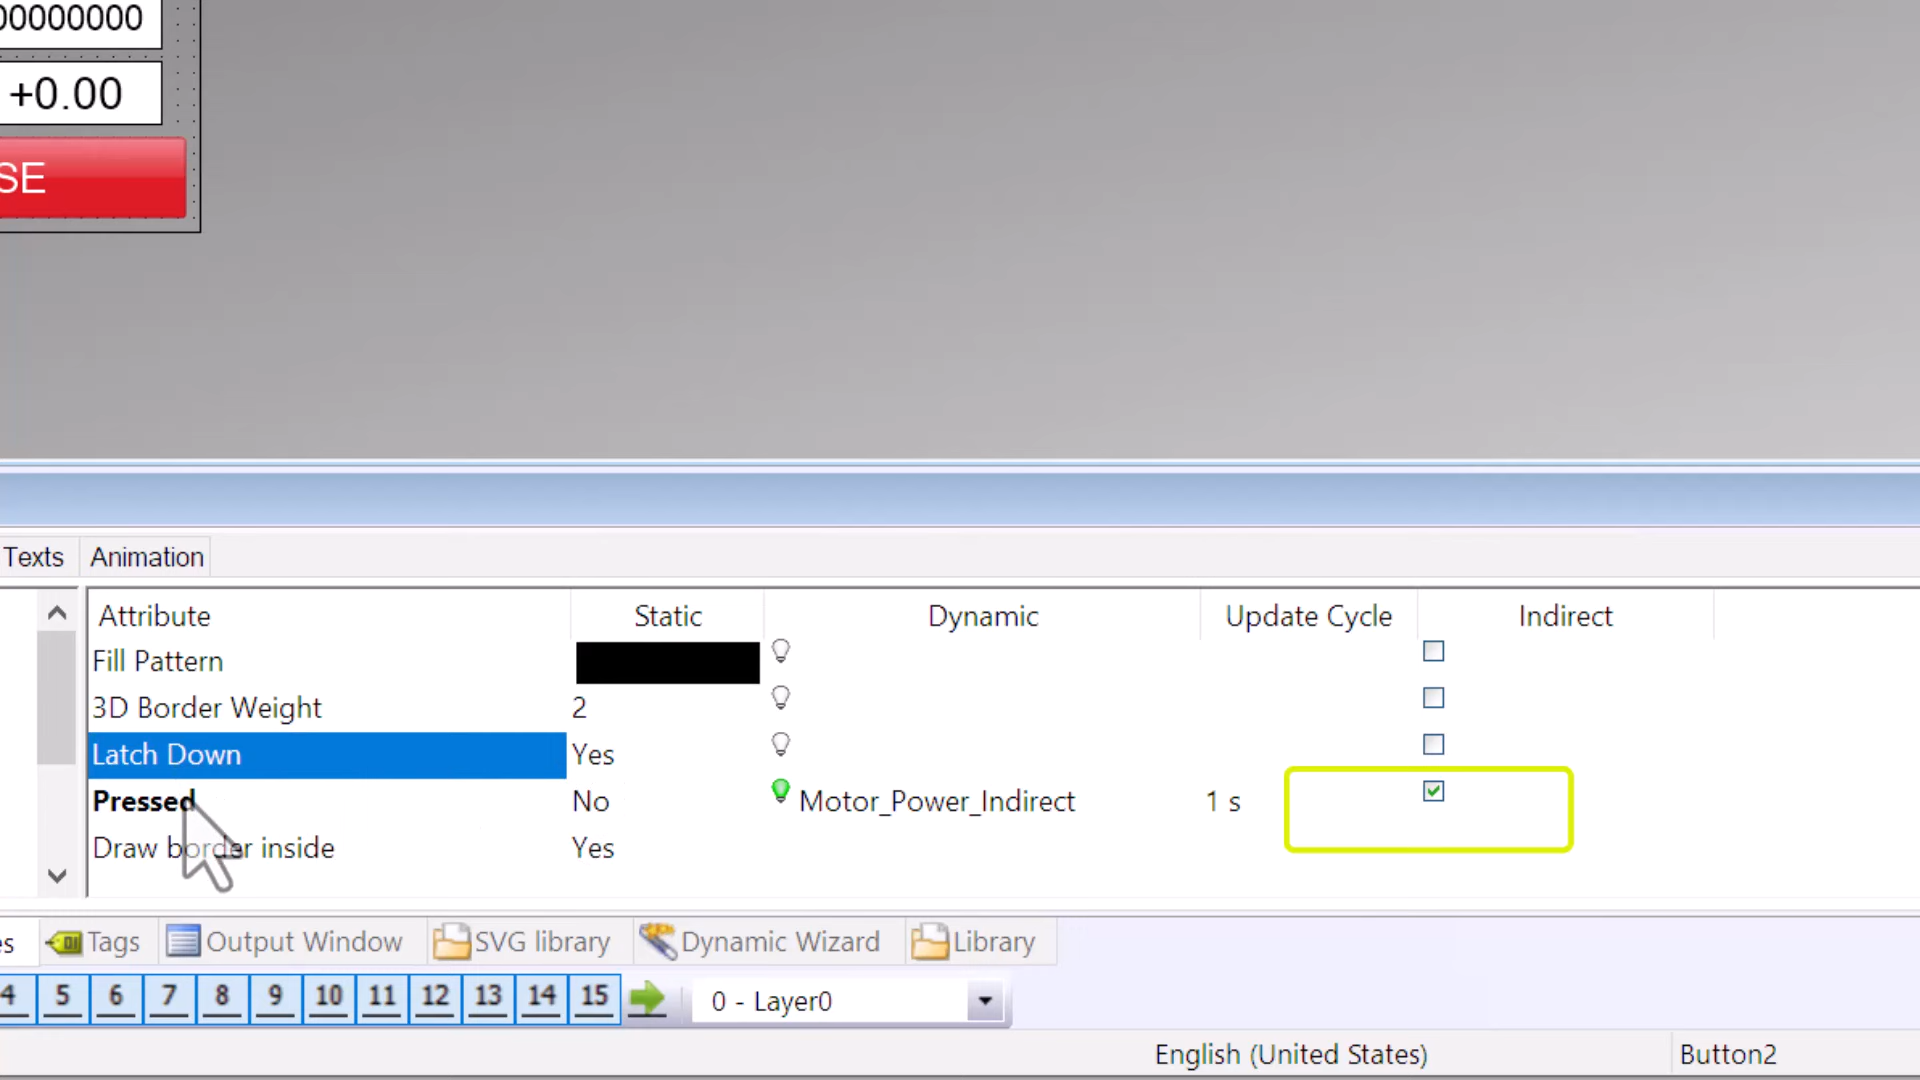 00000000
+0.00
SE
Texts Animation
Attribute Static Dynamic Update Cycle Indirect
Fill Pattern
3D Border Weight 2
Latch Down Yes
Pressed No Motor_Power_Indirect 1 s
Draw border inside Yes
es Tags Output Window SVG library Dynamic Wizard Library
4 5 6 7 8 9 10 11 12 13 14 15 0 - Layer0
English (United States) Button2